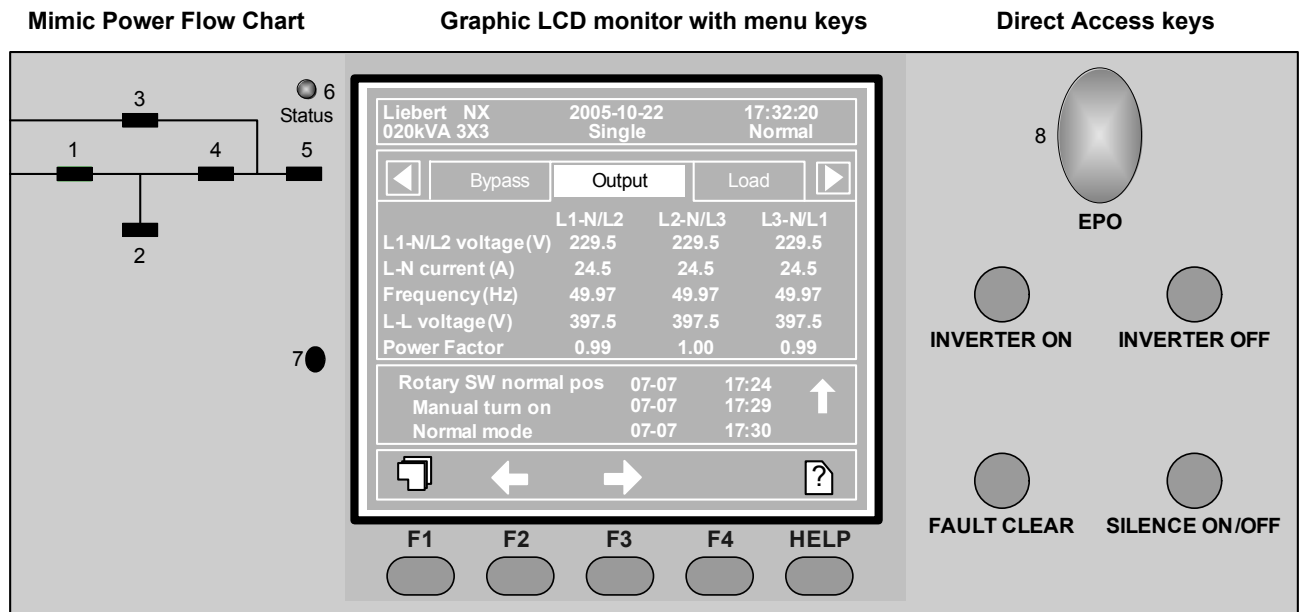 Mimic Power Flow Chart
Graphic LCD monitor with menu keys
Direct Access keys
3
6
Status
1
4
5
2
7
Liebert NX 2005-10-22 17:32:20
020kVA 3X3 Single Normal
Bypass Output Load
L1-N/L2 L2-N/L3 L3-N/L1
L1-N/L2 voltage(V) 229.5 229.5 229.5
L-N current (A) 24.5 24.5 24.5
Frequency(Hz) 49.97 49.97 49.97
L-L voltage(V) 397.5 397.5 397.5
Power Factor 0.99 1.00 0.99
Rotary SW normal pos 07-07 17:24
Manual turn on 07-07 17:29
Normal mode 07-07 17:30
?
F1 F2 F3 F4 HELP
8
EPO
INVERTER ON INVERTER OFF
FAULT CLEAR SILENCE ON/OFF